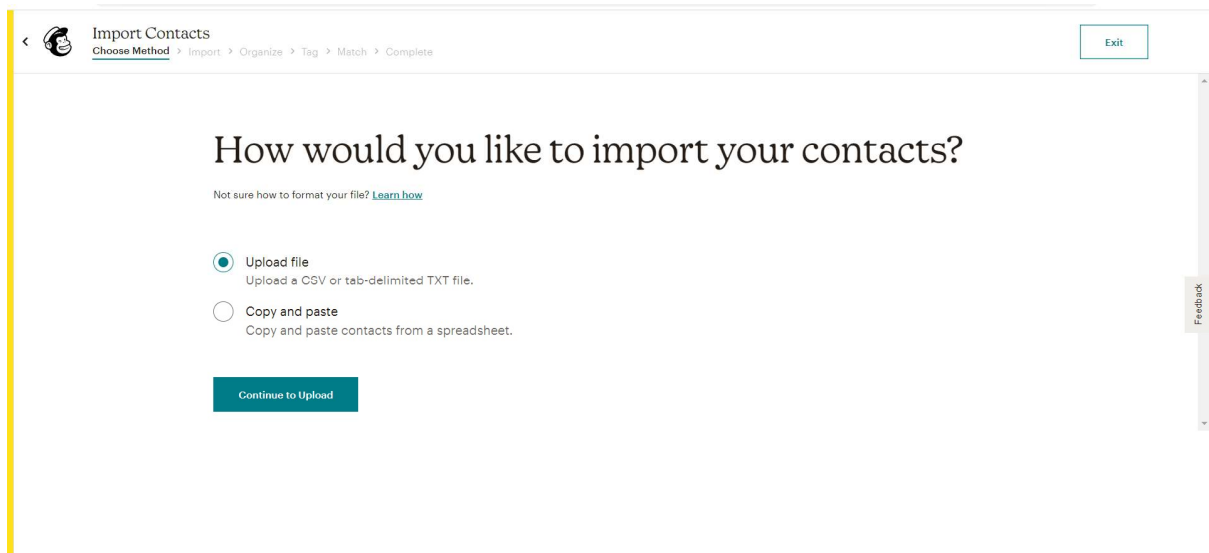 Import Contacts
Choose Method > Import > Organize > Tag > Match > Complete
Exit
How would you like to import your contacts?
Not sure how to format your file? Learn how
Upload file
Upload a CSV or tab-delimited TXT file.
Copy and paste
Copy and paste contacts from a spreadsheet.
Feedback
Continue to Upload